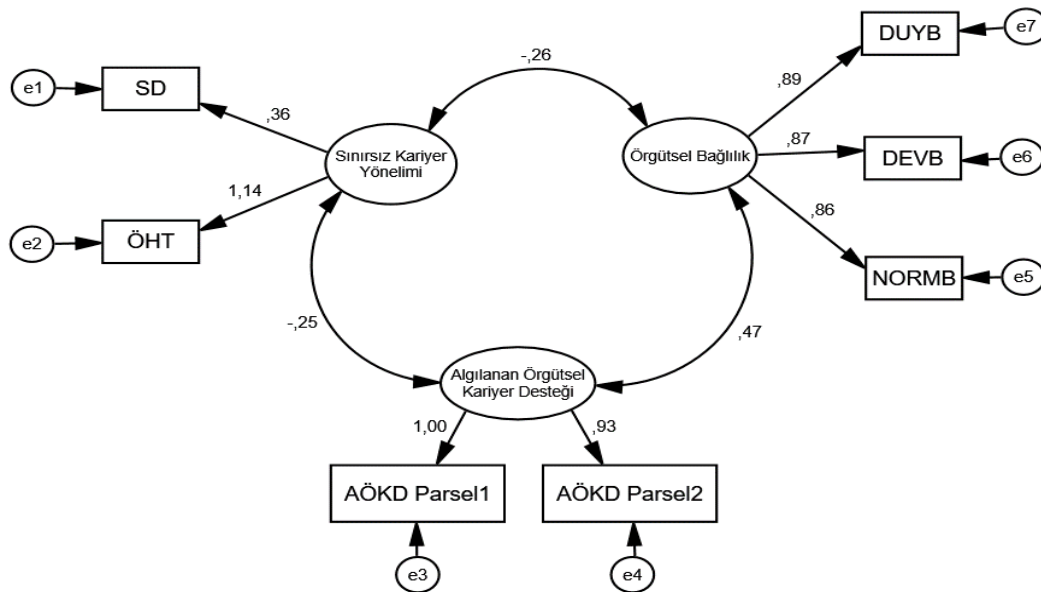 DUYB
e7
-,26
e1
SD
,89
,36
Sınırsız Kariyer
Yönelimi
Örgütsel Bağlılık
,87
DEVB
e6
1,14
,86
e2
ÖHT
NORMB
e5
-,25
,47
Algılanan Örgütsel
Kariyer Desteği
1,00
,93
AÖKD Parsel1
AÖKD Parsel2
e3
e4